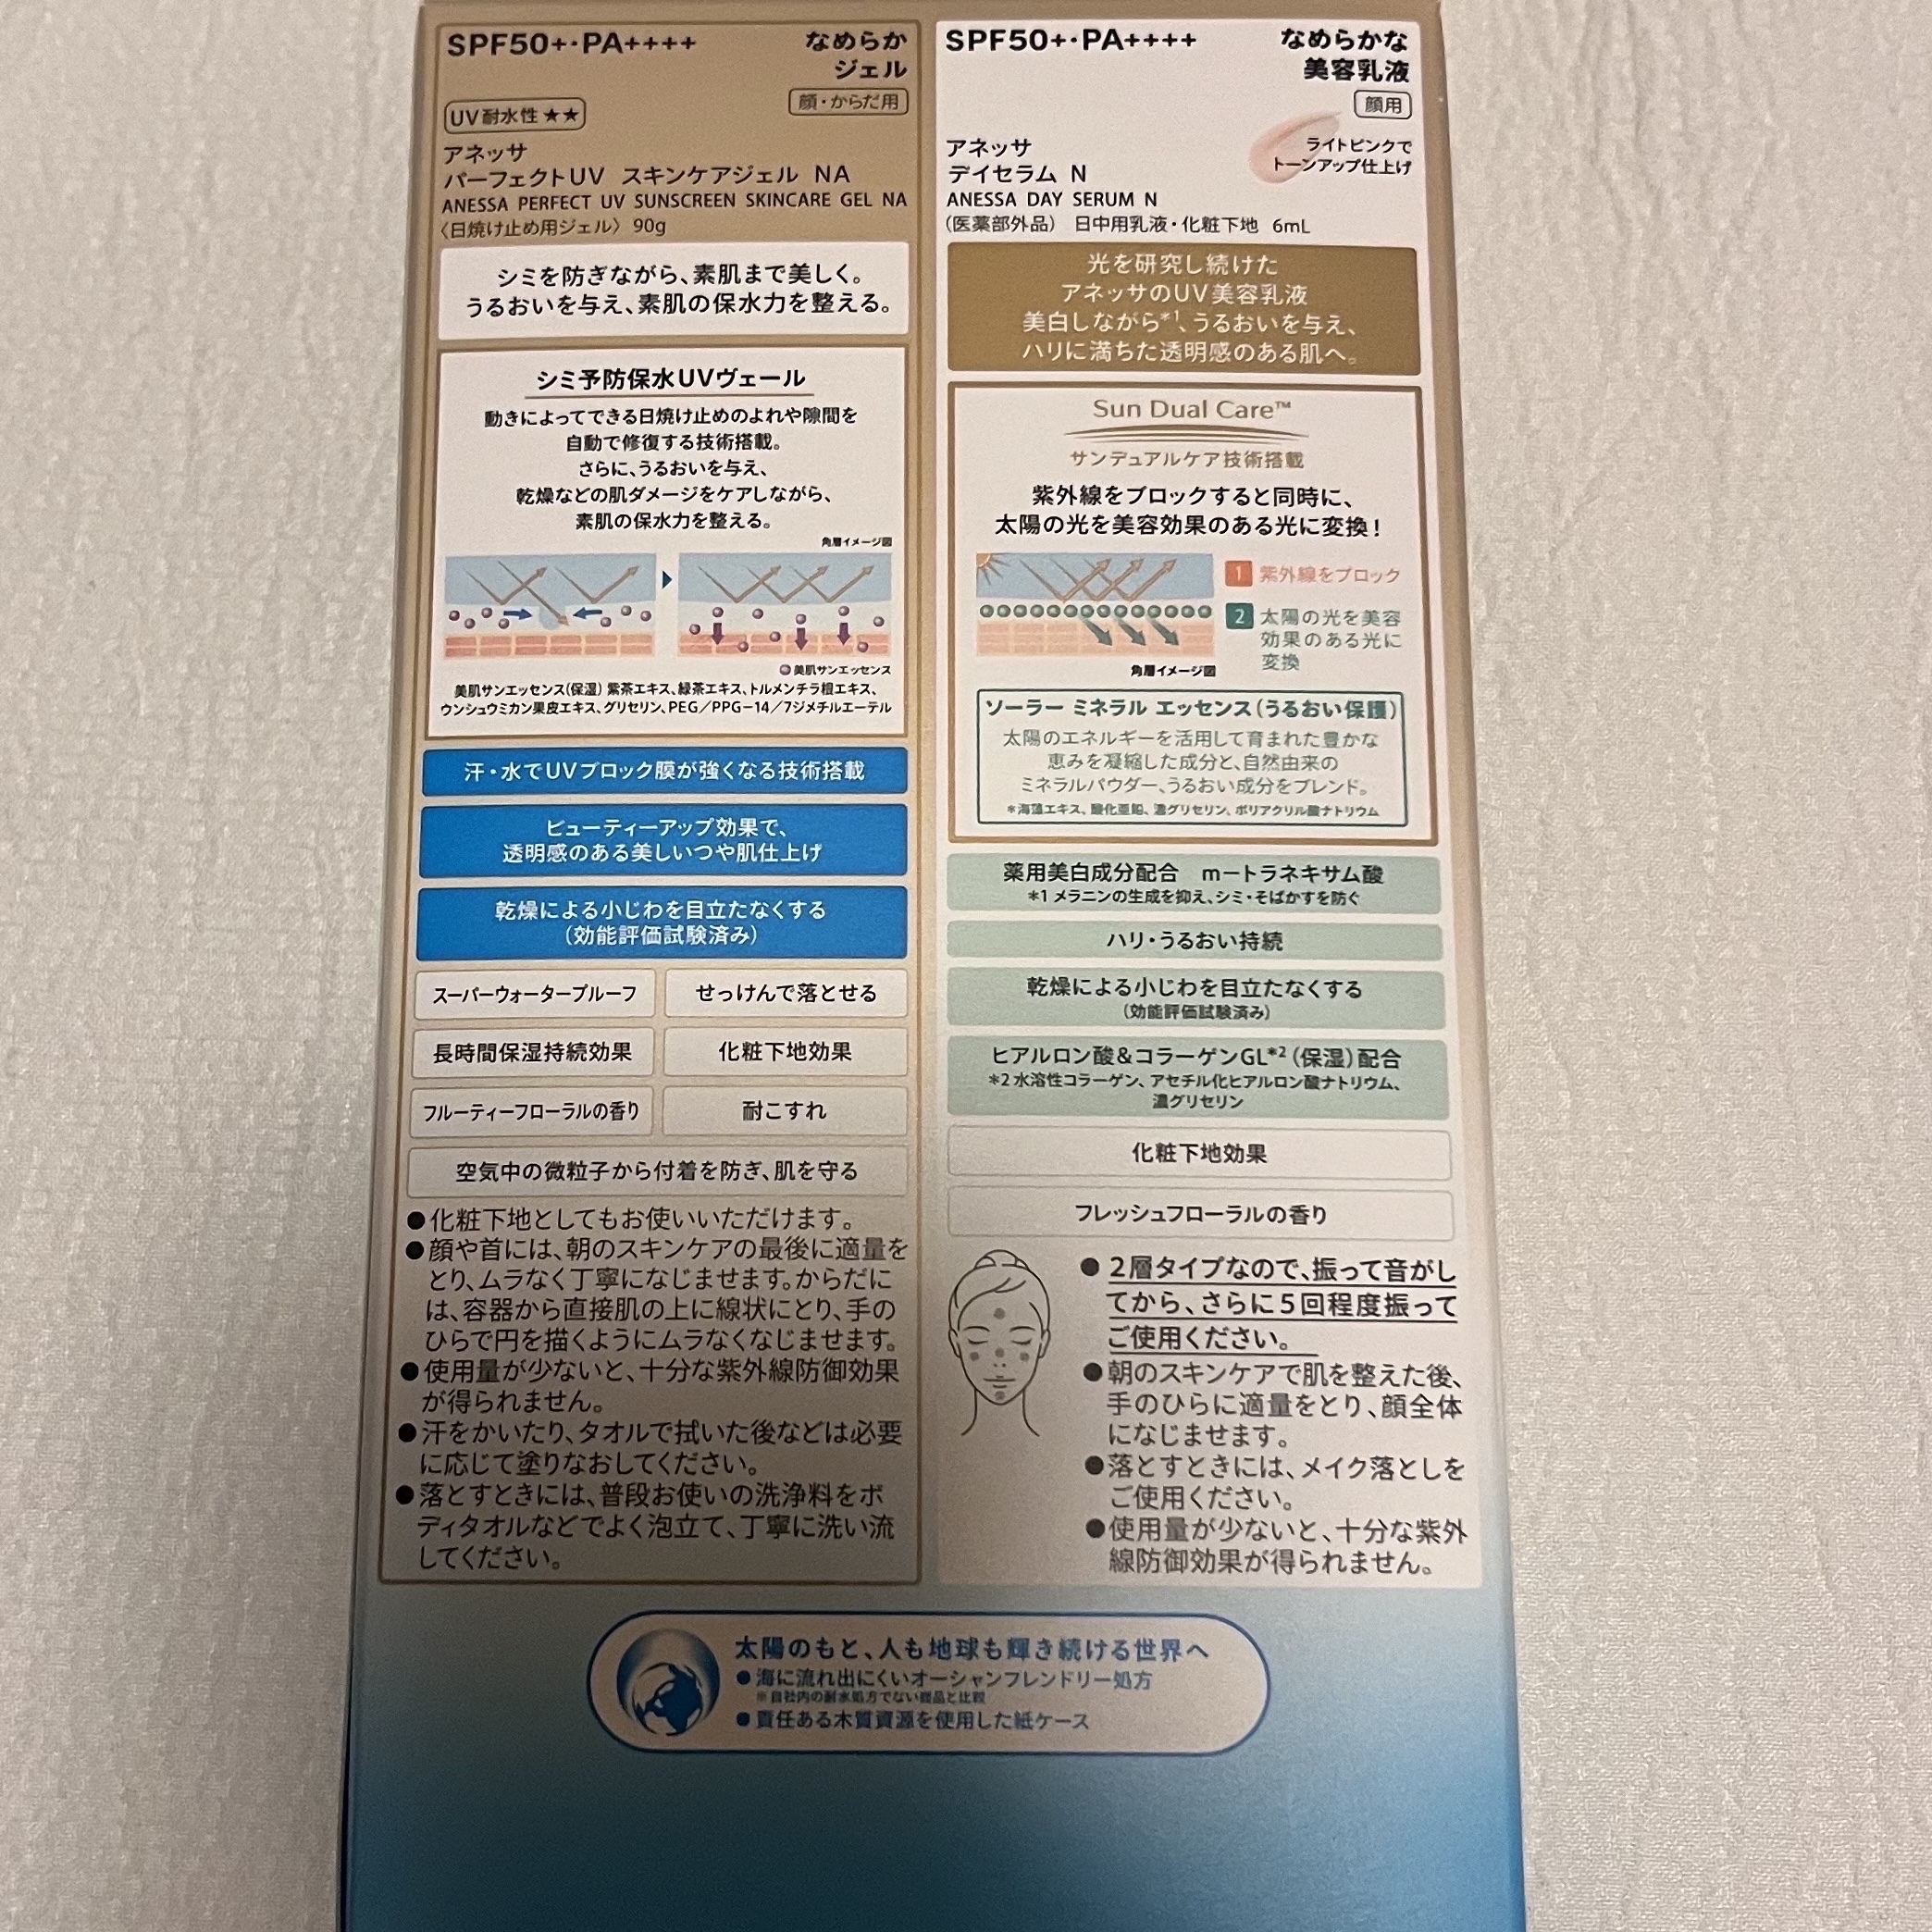 SPF50+・PA++++
なめらか
ジェル
顔・からだ用
UV耐水性★★
アネッサ
パーフェクトUV スキンケアジェル NA
ANESSA PERFECT UV SUNSCREEN SKINCARE GEL NA
〈日焼け止め用ジェル〉 90g
シミを防ぎながら、素肌まで美しく。
うるおいを与え、素肌の保水力を整える。
シミ予防保水UVヴェール
動きによってできる日焼け止めのよれや隙間を
自動で修復する技術搭載。
さらに、うるおいを与え、
乾燥などの肌ダメージをケアしながら、
素肌の保水力を整える。
角層イメージ図
美肌サンエッセンス
美肌サンエッセンス(保湿) 紫茶エキス、緑茶エキス、トルメンチラ根エキス、
ウンシュウミカン果皮エキス、グリセリン、PEG/PPG-14/7ジメチルエーテル
汗・水でUVブロック膜が強くなる技術搭載
ビューティーアップ効果で、
透明感のある美しいつや肌仕上げ
乾燥による小じわを目立たなくする
(効能評価試験済み)
スーパーウォータープルーフ
せっけんで落とせる
長時間保湿持続効果
化粧下地効果
フルーティーフローラルの香り
耐こすれ
空気中の微粒子から付着を防ぎ、肌を守る
●化粧下地としてもお使いいただけます。
●顔や首には、朝のスキンケアの最後に適量を
とり、ムラなく丁寧になじませます。からだに
は、容器から直接肌の上に線状にとり、手の
ひらで円を描くようにムラなくなじませます。
●使用量が少ないと、十分な紫外線防御効果
が得られません。
●汗をかいたり、タオルで拭いた後などは必要
に応じて塗りなおしてください。
●落とすときには、普段お使いの洗浄料をボ
ディタオルなどでよく泡立て、丁寧に洗い流
してください。
SPF50+・PA++++
なめらかな
美容乳液
顔用
ライトピンクで
トーンアップ仕上げ
アネッサ
デイセラム N
ANESSA DAY SERUM N
(医薬部外品) 日中用乳液・化粧下地 6mL
光を研究し続けた
アネッサのUV美容乳液
美白しながら*1、うるおいを与え、
ハリに満ちた透明感のある肌へ。
Sun Dual Care™
サンデュアルケア技術搭載
紫外線をブロックすると同時に、
太陽の光を美容効果のある光に変換!
1 紫外線をブロック
2 太陽の光を美容
効果のある光に
変換
角層イメージ図
ソーラー ミネラル エッセンス(うるおい保護)
太陽のエネルギーを活用して育まれた豊かな
恵みを凝縮した成分と、自然由来の
ミネラルパウダー、うるおい成分をブレンド。
*海藻エキス、酸化亜鉛、濃グリセリン、ポリアクリル酸ナトリウム
薬用美白成分配合 m-トラネキサム酸
*1 メラニンの生成を抑え、シミ・そばかすを防ぐ
ハリ・うるおい持続
乾燥による小じわを目立たなくする
(効能評価試験済み)
ヒアルロン酸&コラーゲンGL*2(保湿)配合
*2 水溶性コラーゲン、アセチル化ヒアルロン酸ナトリウム、
濃グリセリン
化粧下地効果
フレッシュフローラルの香り
●2層タイプなので、振って音がし
てから、さらに5回程度振って
ご使用ください。
●朝のスキンケアで肌を整えた後、
手のひらに適量をとり、顔全体
になじませます。
●落とすときには、メイク落としを
ご使用ください。
●使用量が少ないと、十分な紫外
線防御効果が得られません。
太陽のもと、人も地球も輝き続ける世界へ
●海に流れ出にくいオーシャンフレンドリー処方
※自社内の耐水処方でない商品と比較
●責任ある木質資源を使用した紙ケース